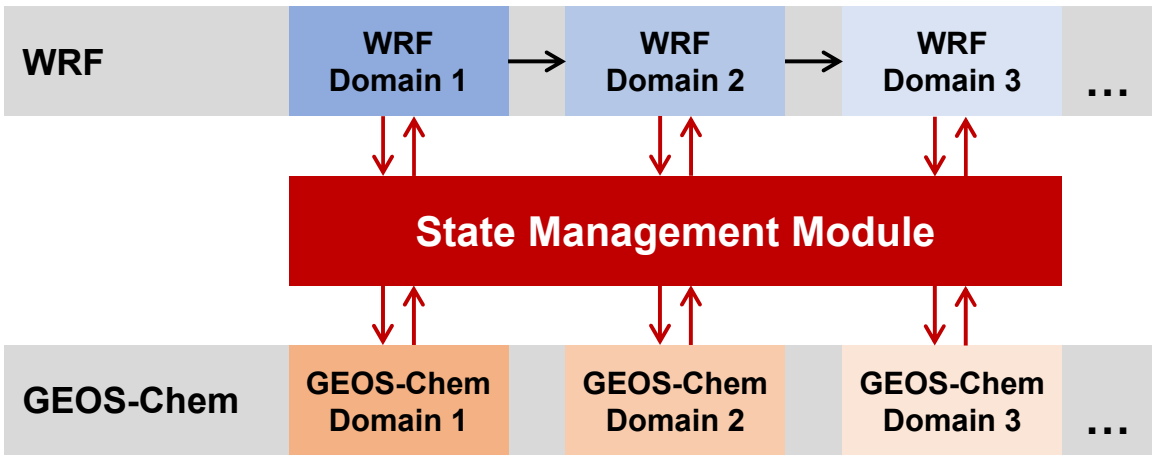 WRF
WRF
Domain 1
WRF
Domain 2
WRF
Domain 3
...
State Management Module
GEOS-Chem
GEOS-Chem
Domain 1
GEOS-Chem
Domain 2
GEOS-Chem
Domain 3
...